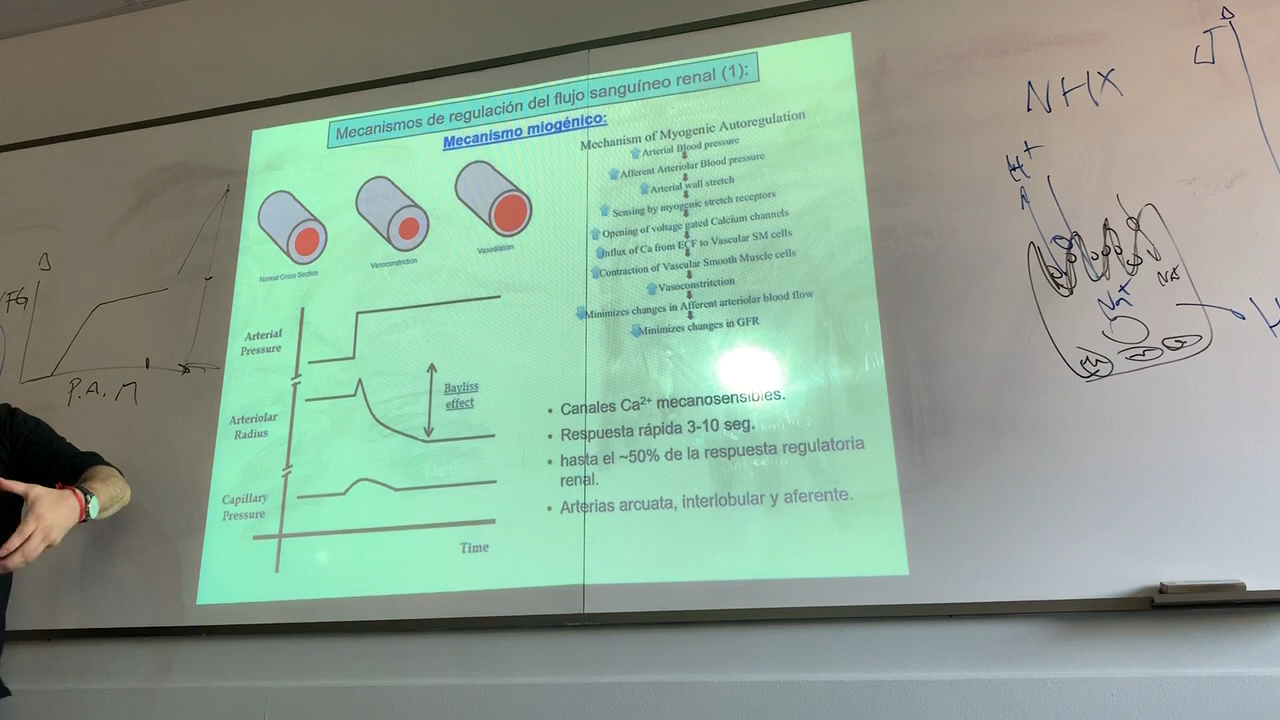 Mecanismos de regulación del flujo sanguíneo renal (1):
Mecanismo miogénico:
Normal Cross Section
Vasoconstriction
Vasodilation
Mechanism of Myogenic Autoregulation
Arterial Blood pressure
Afferent Arteriolar Blood pressure
Arterial wall stretch
Sensing by myogenic stretch receptors
Opening of voltage gated Calcium channels
Influx of Ca from ECF to Vascular SM cells
Contraction of Vascular Smooth Muscle cells
Vasoconstritction
Minimizes changes in Afferent arteriolar blood flow
Minimizes changes in GFR
Arterial
Pressure
Arteriolar
Radius
Bayliss
effect
Capillary
Pressure
Time
• Canales Ca²⁺ mecanosensibles.
• Respuesta rápida 3-10 seg.
• hasta el ~50% de la respuesta regulatoria
renal.
• Arterias arcuata, interlobular y aferente.
P.A.M
NHX
H+
Na+